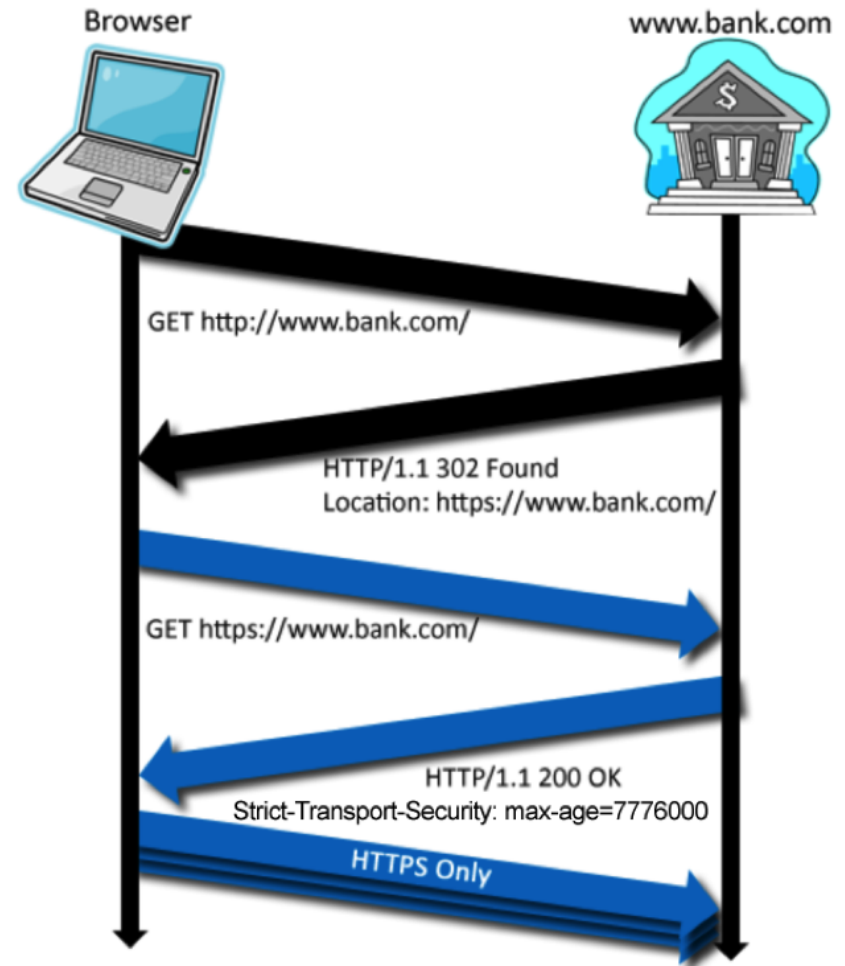 Browser
www.bank.com
$
GET http://www.bank.com/
HTTP/1.1 302 Found
Location: https://www.bank.com/
GET https://www.bank.com/
HTTP/1.1 200 OK
Strict-Transport-Security: max-age=7776000
HTTPS Only